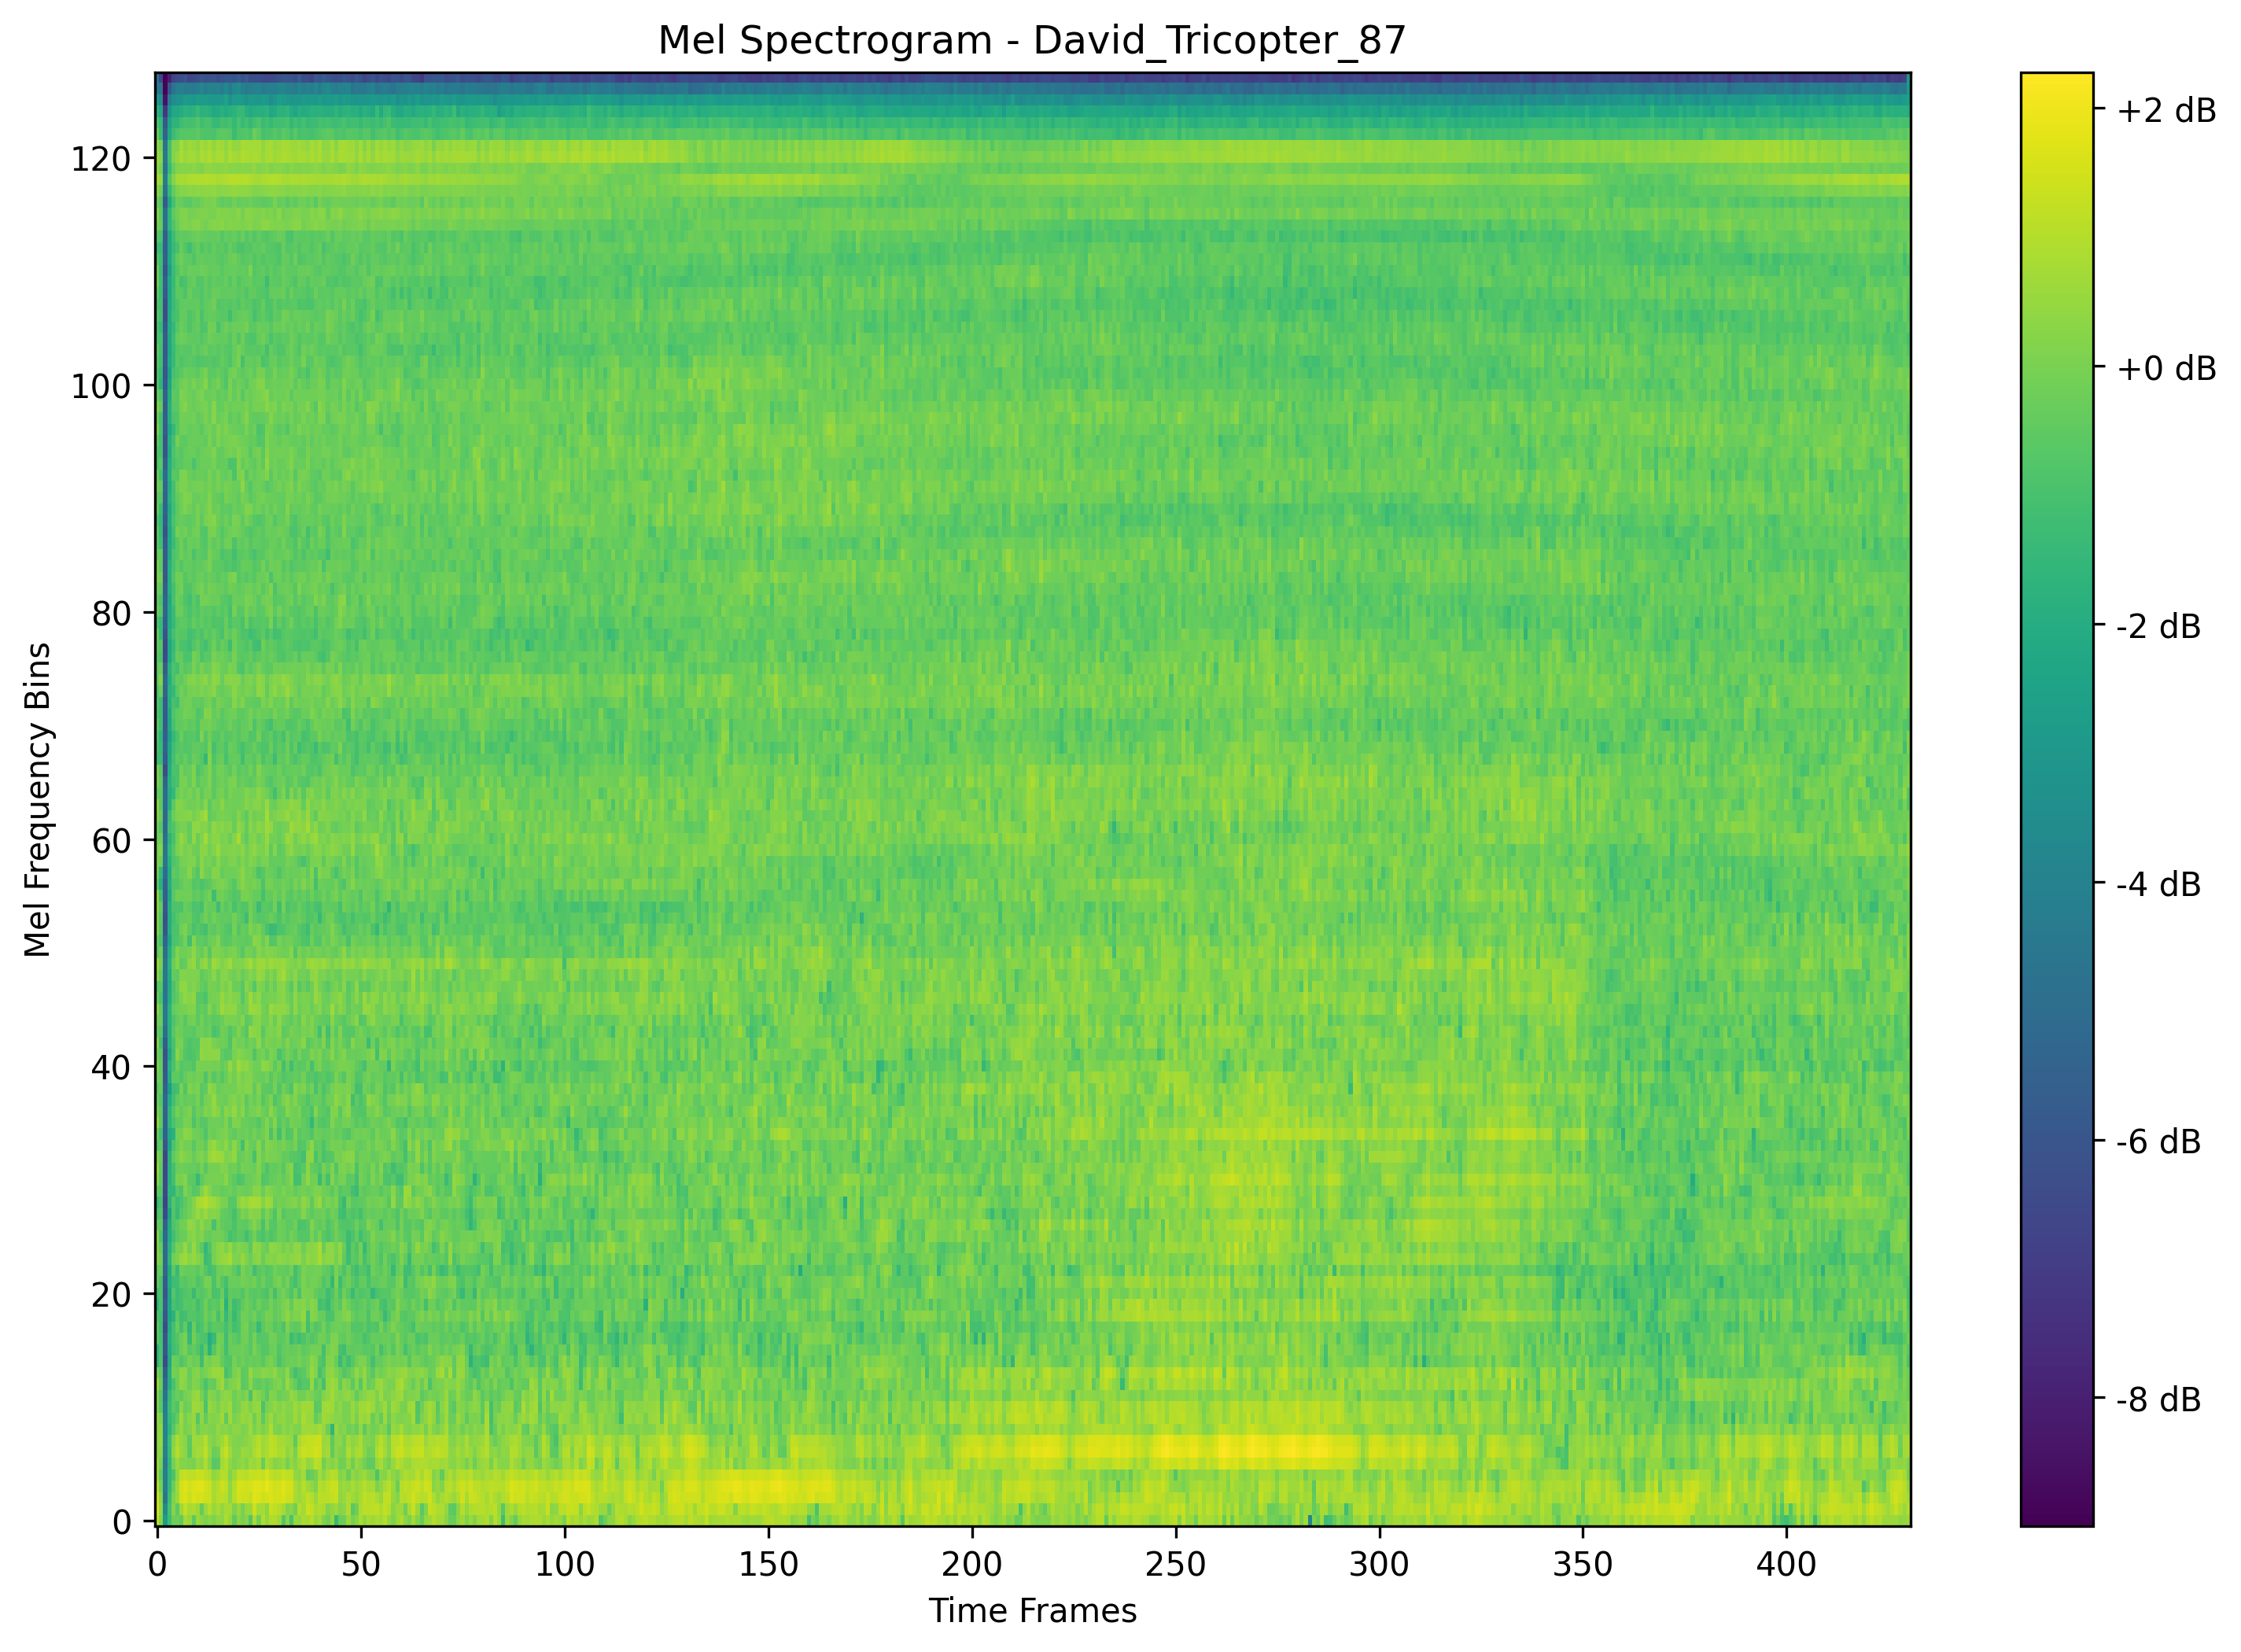 Mel Spectrogram - David_Tricopter_87
Mel Frequency Bins
120
100
80
60
40
20
0
0 50 100 150 200 250 300 350 400
Time Frames
+2 dB
+0 dB
-2 dB
-4 dB
-6 dB
-8 dB